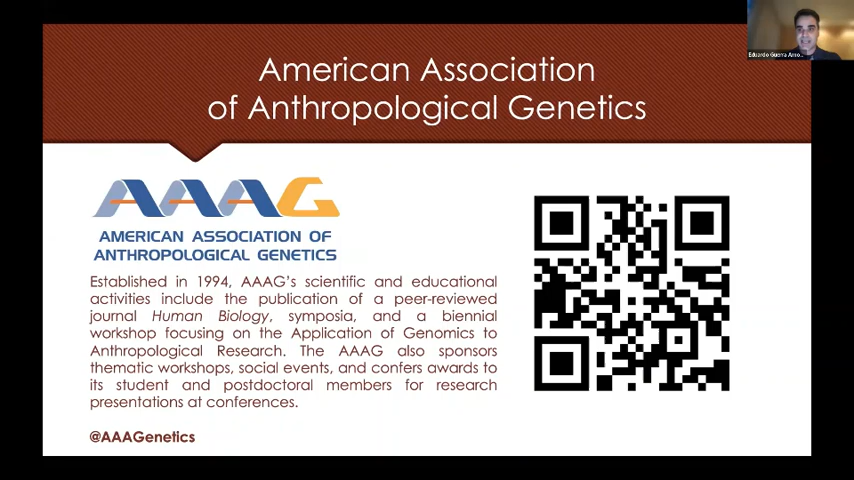 American Association
of Anthropological Genetics
Eduardo Guerra Amo...
AAAG
AMERICAN ASSOCIATION OF
ANTHROPOLOGICAL GENETICS
Established in 1994, AAAG's scientific and educational
activities include the publication of a peer-reviewed
journal Human Biology, symposia, and a biennial
workshop focusing on the Application of Genomics to
Anthropological Research. The AAAG also sponsors
thematic workshops, social events, and confers awards to
its student and postdoctoral members for research
presentations at conferences.
@AAAGenetics